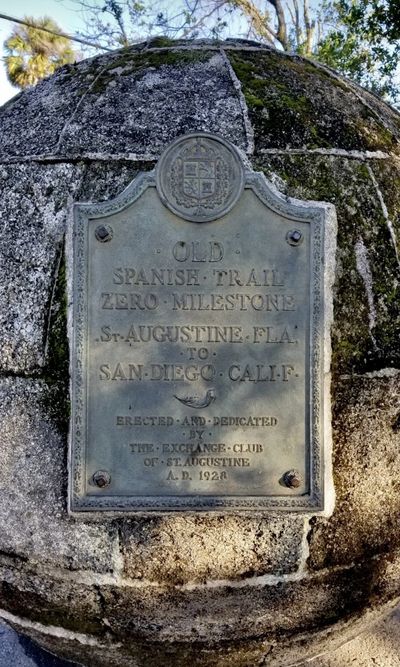 ·OLD·
SPANISH·TRAIL
ZERO·MILESTONE
St·AUGUSTINE·FLA·
·TO·
SAN·DIEGO·CALIF·
ERECTED·AND·DEDICATED
·BY·
THE·EXCHANGE·CLUB
OF·ST.AUGUSTINE
A. D. 1928